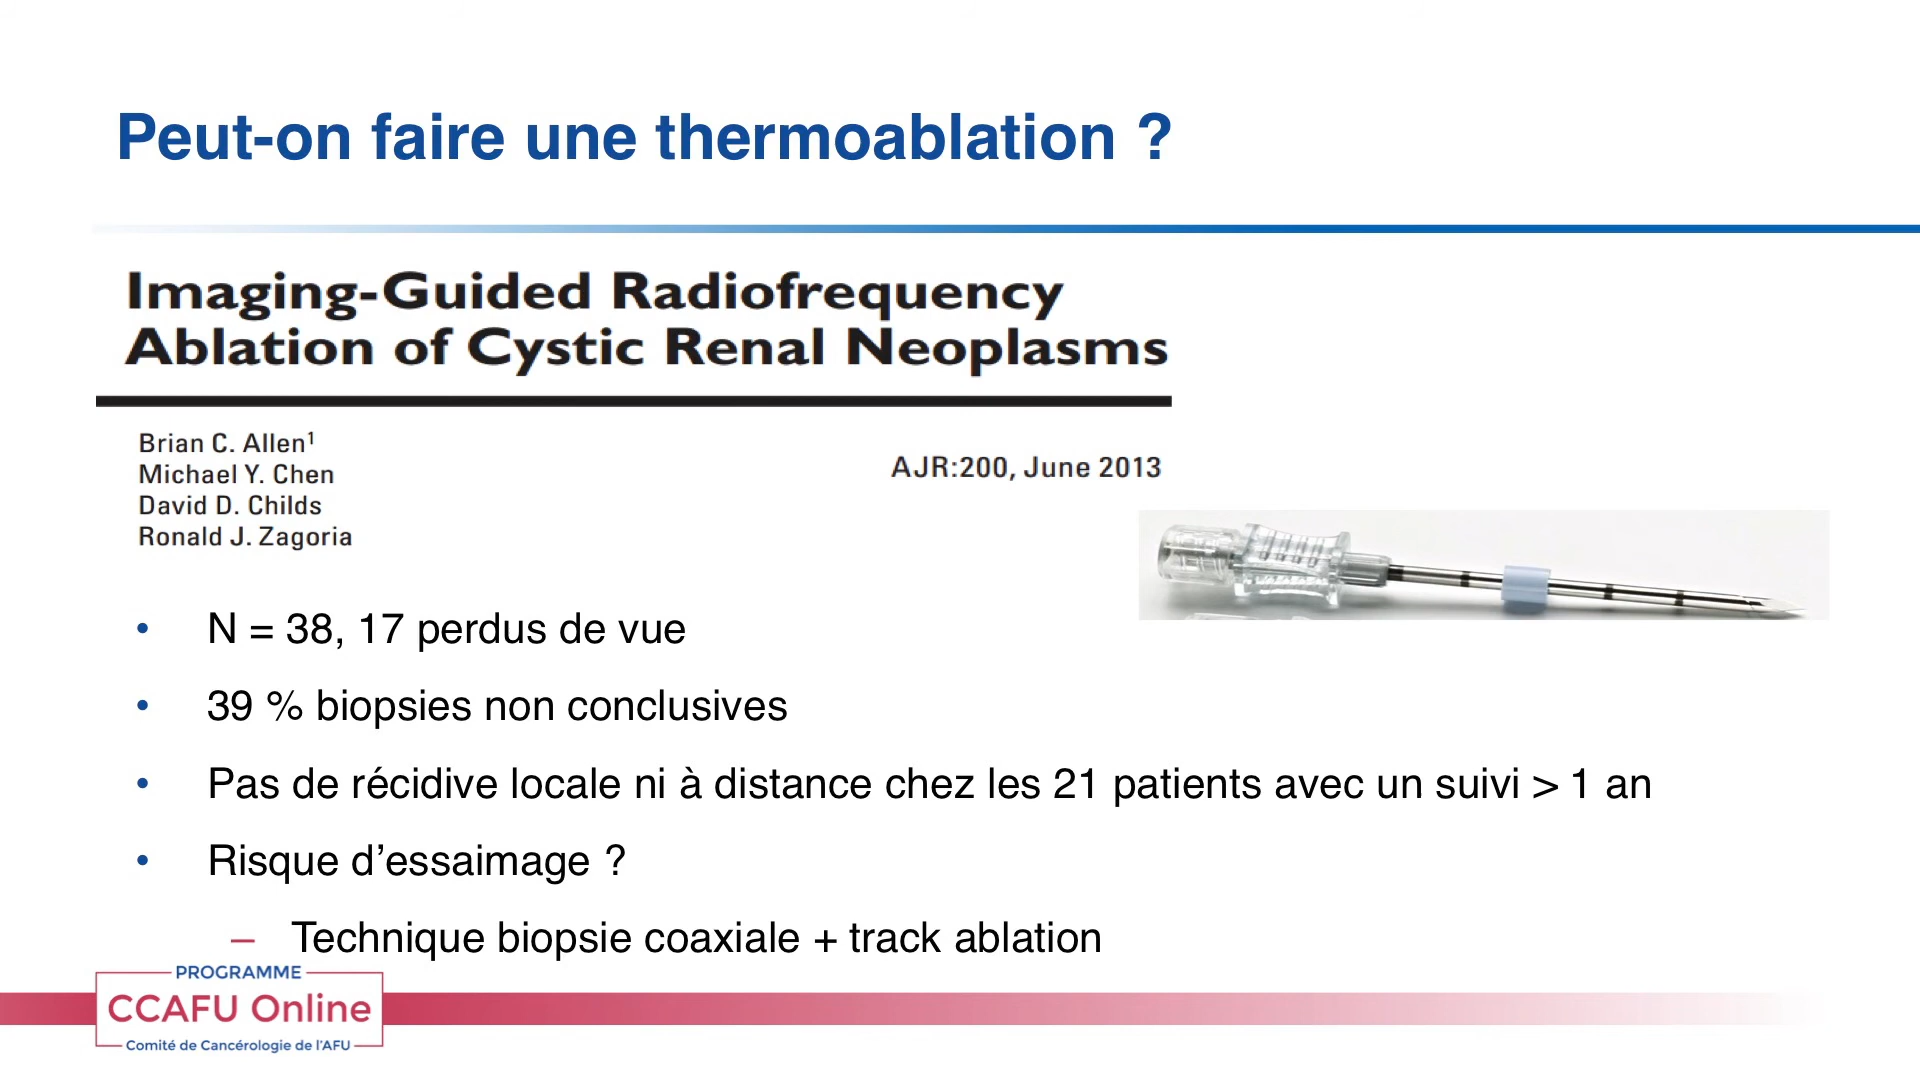 Peut-on faire une thermoablation ?
Imaging-Guided Radiofrequency
Ablation of Cystic Renal Neoplasms
Brian C. Allen¹
Michael Y. Chen
David D. Childs
Ronald J. Zagoria
AJR:200, June 2013
• N = 38, 17 perdus de vue
• 39 % biopsies non conclusives
• Pas de récidive locale ni à distance chez les 21 patients avec un suivi > 1 an
• Risque d’essaimage ?
– Technique biopsie coaxiale + track ablation
PROGRAMME
CCAFU Online
Comité de Cancérologie de l’AFU